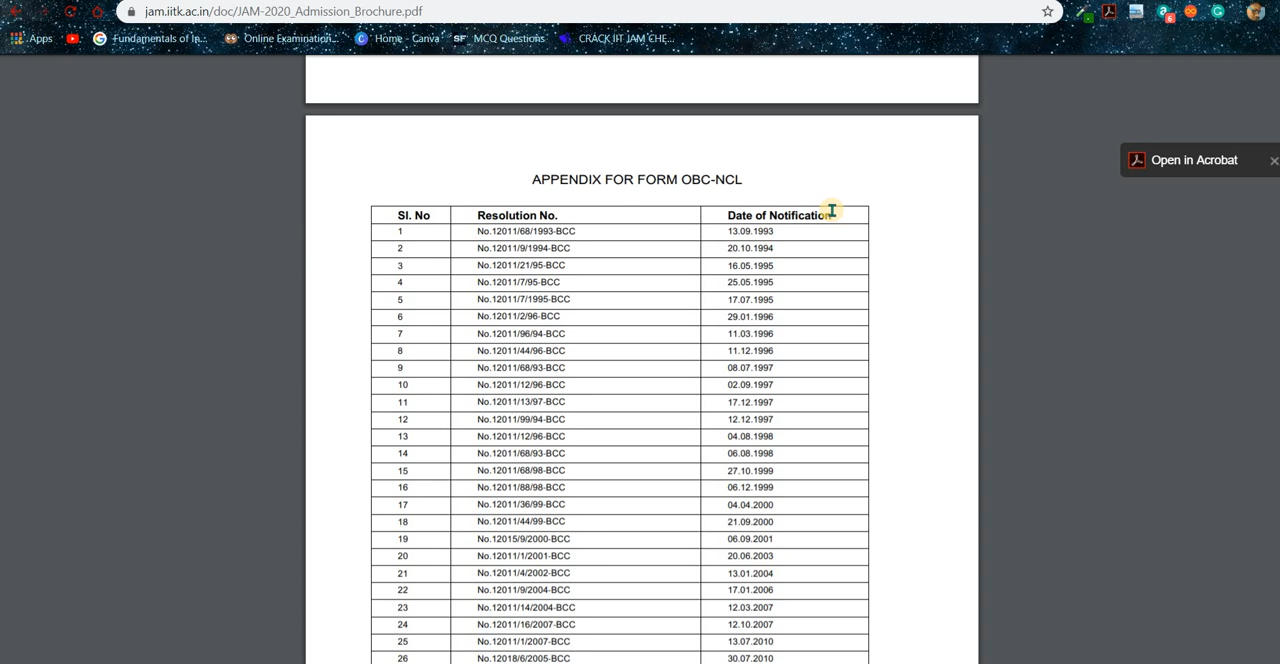 jam.iitk.ac.in/doc/JAM-2020_Admission_Brochure.pdf
Apps Fundamentals of In... Online Examination... Home - Canva SF MCQ Questions CRACK IIT JAM CHE...
Open in Acrobat
APPENDIX FOR FORM OBC-NCL
Sl. No Resolution No. Date of Notification
1 No.12011/68/1993-BCC 13.09.1993
2 No.12011/9/1994-BCC 20.10.1994
3 No.12011/21/95-BCC 16.05.1995
4 No.12011/7/95-BCC 25.05.1995
5 No.12011/7/1995-BCC 17.07.1995
6 No.12011/2/96-BCC 29.01.1996
7 No.12011/96/94-BCC 11.03.1996
8 No.12011/44/96-BCC 11.12.1996
9 No.12011/68/93-BCC 08.07.1997
10 No.12011/12/96-BCC 02.09.1997
11 No.12011/13/97-BCC 17.12.1997
12 No.12011/99/94-BCC 12.12.1997
13 No.12011/12/96-BCC 04.08.1998
14 No.12011/68/93-BCC 06.08.1998
15 No.12011/68/98-BCC 27.10.1999
16 No.12011/88/98-BCC 06.12.1999
17 No.12011/36/99-BCC 04.04.2000
18 No.12011/44/99-BCC 21.09.2000
19 No.12015/9/2000-BCC 06.09.2001
20 No.12011/1/2001-BCC 20.06.2003
21 No.12011/4/2002-BCC 13.01.2004
22 No.12011/9/2004-BCC 17.01.2006
23 No.12011/14/2004-BCC 12.03.2007
24 No.12011/16/2007-BCC 12.10.2007
25 No.12011/1/2007-BCC 13.07.2010
26 No.12018/6/2005-BCC 30.07.2010